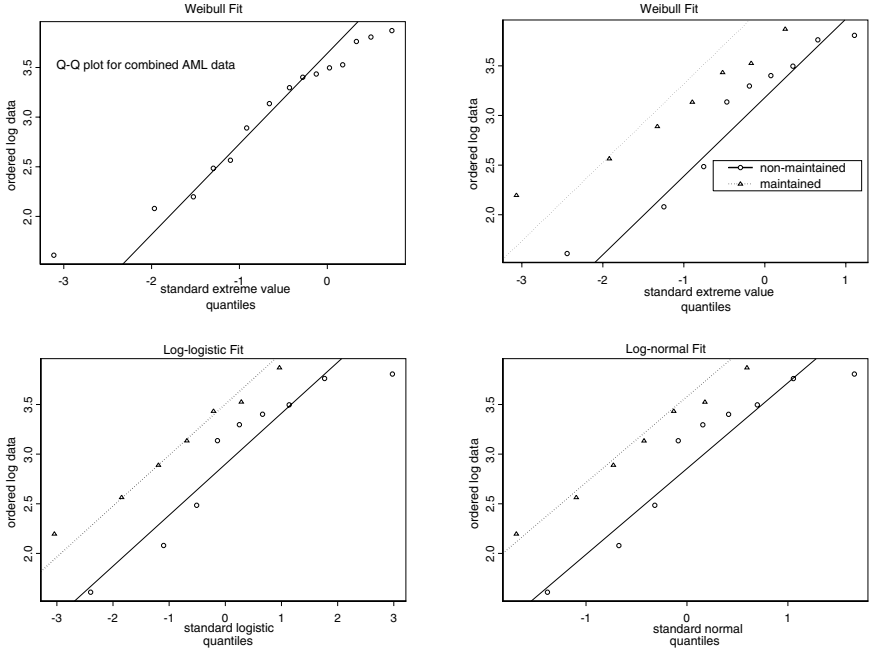 Weibull Fit
Q-Q plot for combined AML data
ordered log data
2.0 2.5 3.0 3.5
-3 -2 -1 0
standard extreme value
quantiles
Weibull Fit
ordered log data
2.0 2.5 3.0 3.5
non-maintained
maintained
-3 -2 -1 0 1
standard extreme value
quantiles
Log-logistic Fit
ordered log data
2.0 2.5 3.0 3.5
-3 -2 -1 0 1 2 3
standard logistic
quantiles
Log-normal Fit
ordered log data
2.0 2.5 3.0 3.5
-1 0 1
standard normal
quantiles